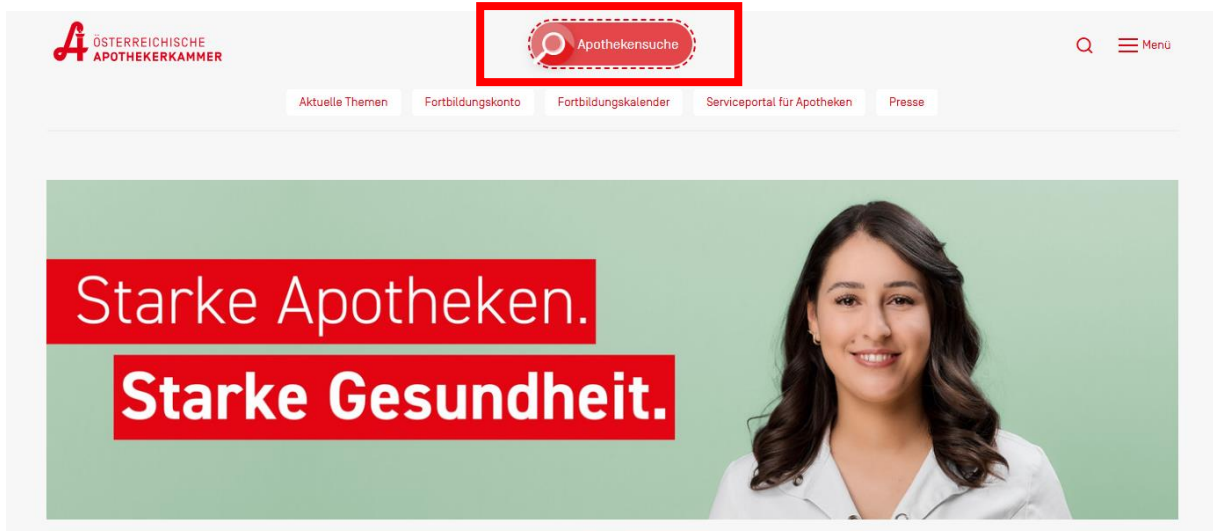 ÖSTERREICHISCHE
APOTHEKERKAMMER
Apothekensuche
Menü
Aktuelle Themen Fortbildungskonto Fortbildungskalender Serviceportal für Apotheken Presse
Starke Apotheken.
Starke Gesundheit.